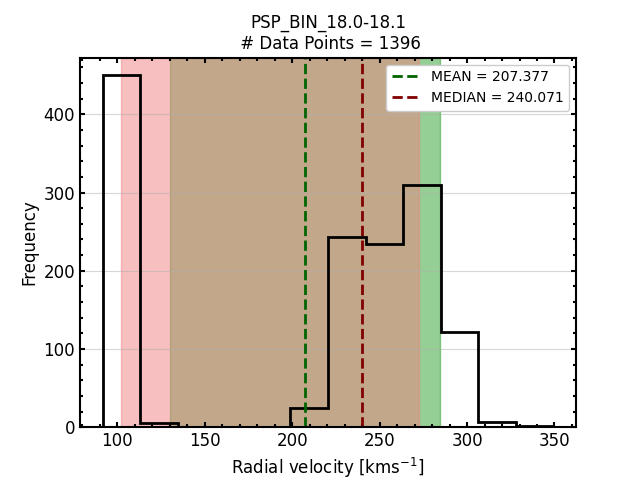 PSP_BIN_18.0-18.1
# Data Points = 1396
MEAN = 207.377
MEDIAN = 240.071
400
300
200
100
0
Frequency
100 150 200 250 300 350
Radial velocity [kms⁻¹]